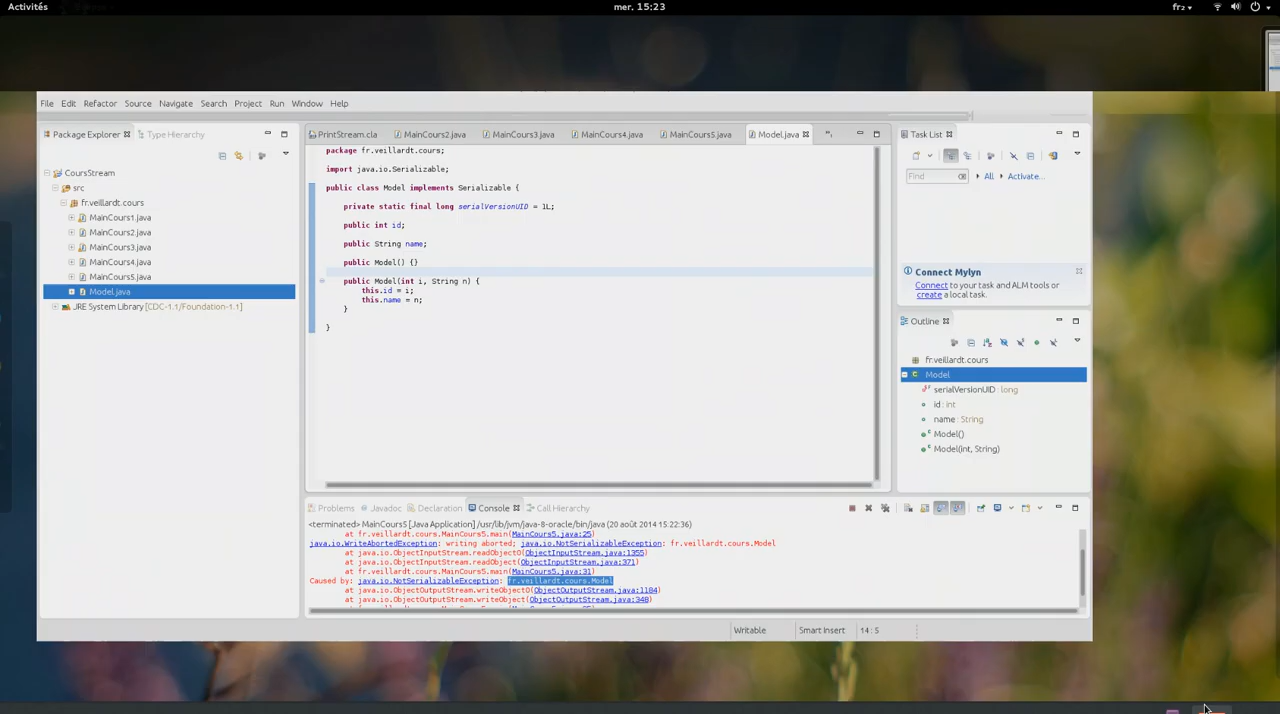 Activités
mer. 15:23
fr₂
File Edit Refactor Source Navigate Search Project Run Window Help
Package Explorer
Type Hierarchy
CoursStream
src
fr.veillardt.cours
MainCours1.java
MainCours2.java
MainCours3.java
MainCours4.java
MainCours5.java
Model.java
JRE System Library [CDC-1.1/Foundation-1.1]
PrintStream.cla MainCours2.java MainCours3.java MainCours4.java MainCours5.java Model.java
package fr.veillardt.cours;
import java.io.Serializable;
public class Model implements Serializable {
private static final long serialVersionUID = 1L;
public int id;
public String name;
public Model() {}
public Model(int i, String n) {
this.id = i;
this.name = n;
}
}
Task List
Find
All
Activate...
Connect Mylyn
Connect to your task and ALM tools or
create a local task.
Outline
fr.veillardt.cours
Model
serialVersionUID : long
id : int
name : String
Model()
Model(int, String)
Problems Javadoc Declaration Console Call Hierarchy
<terminated> MainCours5 [Java Application] /usr/lib/jvm/java-8-oracle/bin/java (20 août 2014 15:22:36)
at fr.veillardt.cours.MainCours5.main(MainCours5.java:25)
java.io.WriteAbortedException: writing aborted; java.io.NotSerializableException: fr.veillardt.cours.Model
at java.io.ObjectInputStream.readObject0(ObjectInputStream.java:1355)
at java.io.ObjectInputStream.readObject(ObjectInputStream.java:371)
at fr.veillardt.cours.MainCours5.main(MainCours5.java:31)
Caused by: java.io.NotSerializableException: fr.veillardt.cours.Model
at java.io.ObjectOutputStream.writeObject0(ObjectOutputStream.java:1184)
at java.io.ObjectOutputStream.writeObject(ObjectOutputStream.java:348)
Writable
Smart Insert
14 : 5